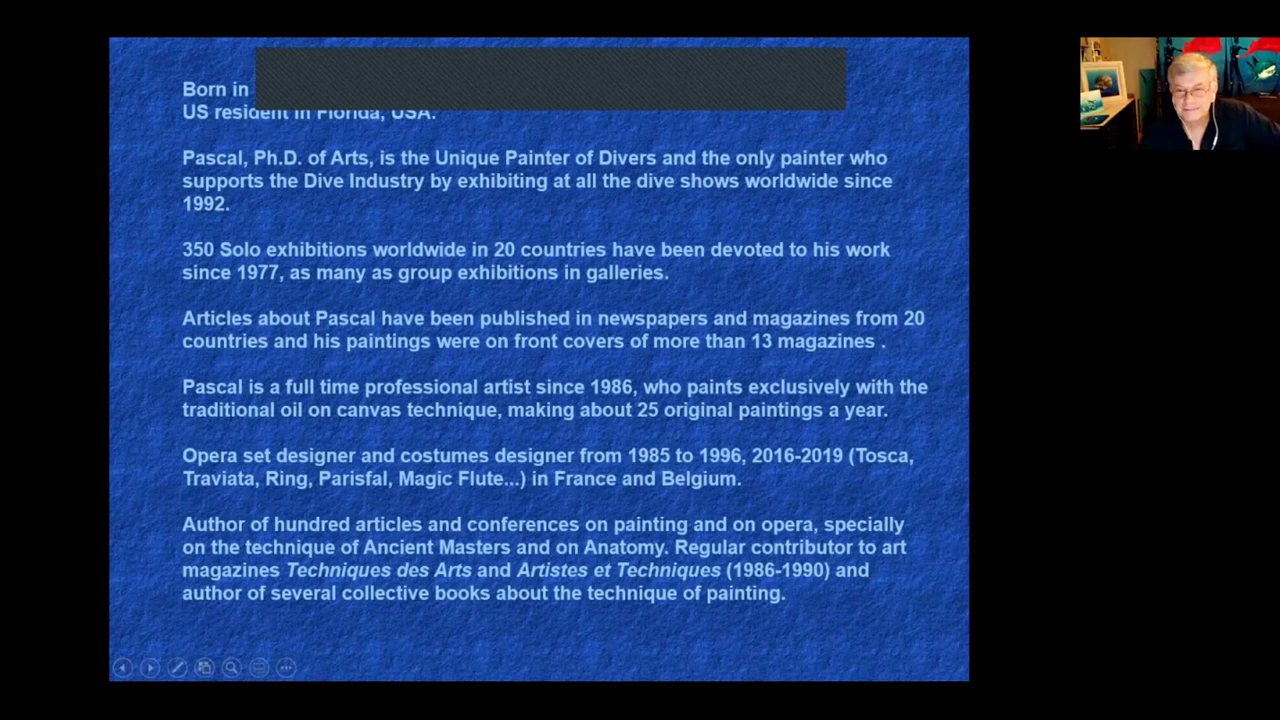 Born in
US resident in Florida, USA.
Pascal, Ph.D. of Arts, is the Unique Painter of Divers and the only painter who
supports the Dive Industry by exhibiting at all the dive shows worldwide since
1992.
350 Solo exhibitions worldwide in 20 countries have been devoted to his work
since 1977, as many as group exhibitions in galleries.
Articles about Pascal have been published in newspapers and magazines from 20
countries and his paintings were on front covers of more than 13 magazines .
Pascal is a full time professional artist since 1986, who paints exclusively with the
traditional oil on canvas technique, making about 25 original paintings a year.
Opera set designer and costumes designer from 1985 to 1996, 2016-2019 (Tosca,
Traviata, Ring, Parisfal, Magic Flute...) in France and Belgium.
Author of hundred articles and conferences on painting and on opera, specially
on the technique of Ancient Masters and on Anatomy. Regular contributor to art
magazines Techniques des Arts and Artistes et Techniques (1986-1990) and
author of several collective books about the technique of painting.